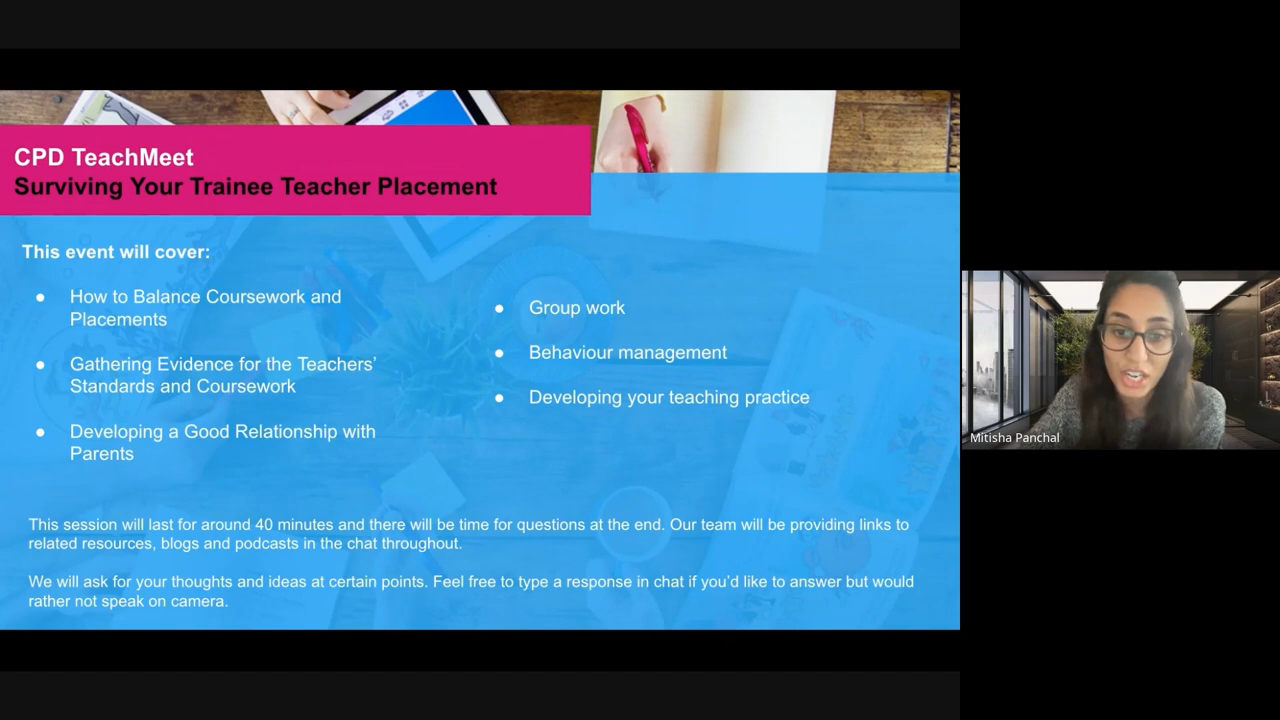 CPD TeachMeet
Surviving Your Trainee Teacher Placement
This event will cover:
● How to Balance Coursework and
Placements
● Gathering Evidence for the Teachers’
Standards and Coursework
● Developing a Good Relationship with
Parents
● Group work
● Behaviour management
● Developing your teaching practice
This session will last for around 40 minutes and there will be time for questions at the end. Our team will be providing links to
related resources, blogs and podcasts in the chat throughout.
We will ask for your thoughts and ideas at certain points. Feel free to type a response in chat if you’d like to answer but would
rather not speak on camera.
Mitisha Panchal